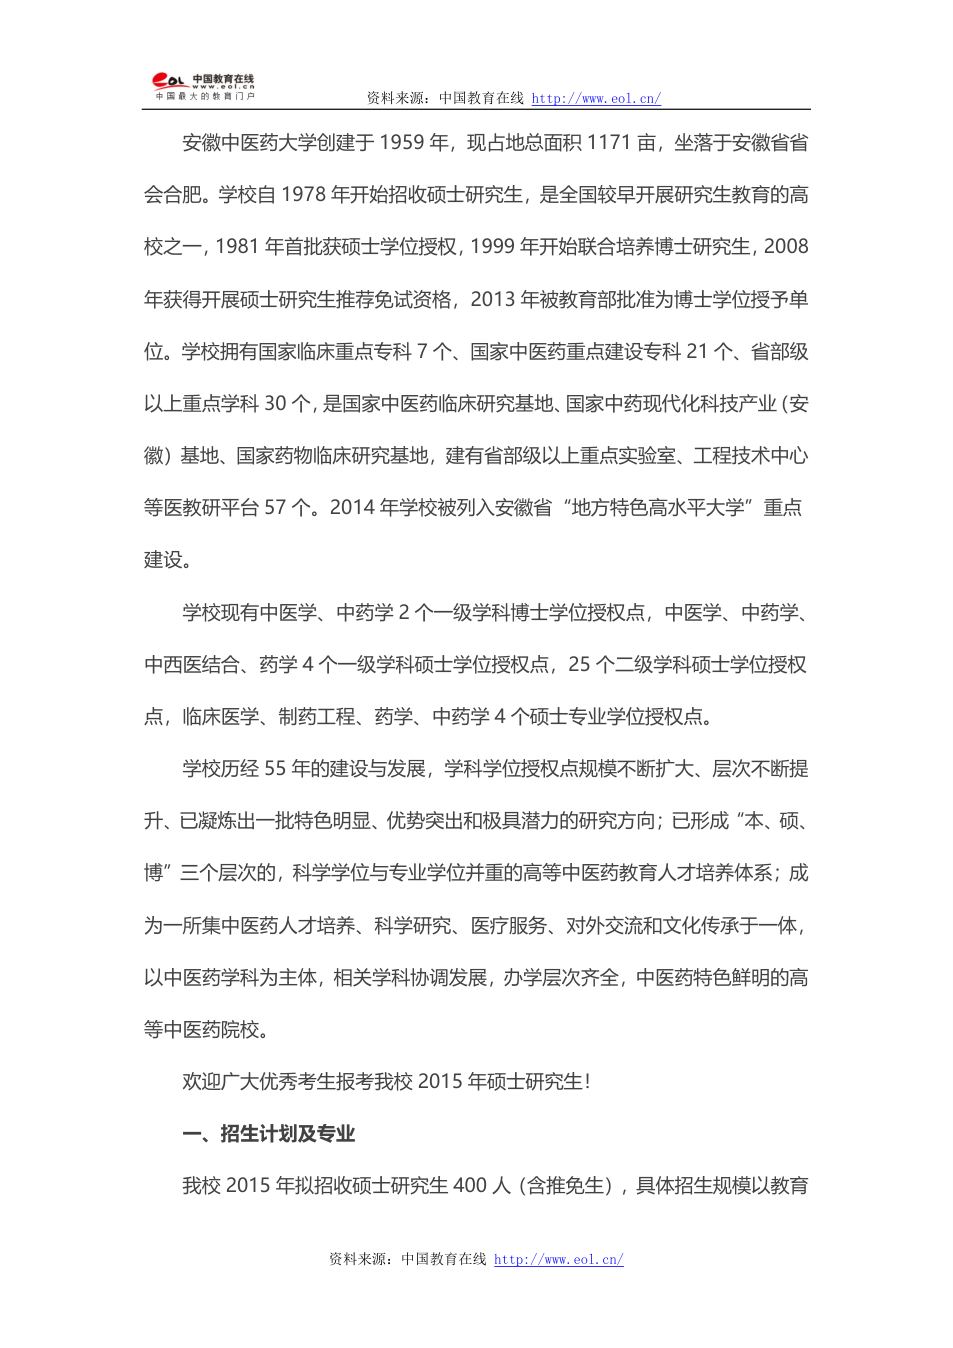 eol 中国教育在线
www.eol.cn
中国最大的教育门户
资料来源：中国教育在线 http://www.eol.cn/
安徽中医药大学创建于 1959 年，现占地总面积 1171 亩，坐落于安徽省省
会合肥。学校自 1978 年开始招收硕士研究生，是全国较早开展研究生教育的高
校之一，1981 年首批获硕士学位授权，1999 年开始联合培养博士研究生，2008
年获得开展硕士研究生推荐免试资格，2013 年被教育部批准为博士学位授予单
位。学校拥有国家临床重点专科 7 个、国家中医药重点建设专科 21 个、省部级
以上重点学科 30 个，是国家中医药临床研究基地、国家中药现代化科技产业（安
徽）基地、国家药物临床研究基地，建有省部级以上重点实验室、工程技术中心
等医教研平台 57 个。2014 年学校被列入安徽省“地方特色高水平大学”重点
建设。
学校现有中医学、中药学 2 个一级学科博士学位授权点，中医学、中药学、
中西医结合、药学 4 个一级学科硕士学位授权点，25 个二级学科硕士学位授权
点，临床医学、制药工程、药学、中药学 4 个硕士专业学位授权点。
学校历经 55 年的建设与发展，学科学位授权点规模不断扩大、层次不断提
升、已凝炼出一批特色明显、优势突出和极具潜力的研究方向；已形成“本、硕、
博”三个层次的，科学学位与专业学位并重的高等中医药教育人才培养体系；成
为一所集中医药人才培养、科学研究、医疗服务、对外交流和文化传承于一体，
以中医药学科为主体，相关学科协调发展，办学层次齐全，中医药特色鲜明的高
等中医药院校。
欢迎广大优秀考生报考我校 2015 年硕士研究生！
一、招生计划及专业
我校 2015 年拟招收硕士研究生 400 人（含推免生），具体招生规模以教育
资料来源：中国教育在线 http://www.eol.cn/